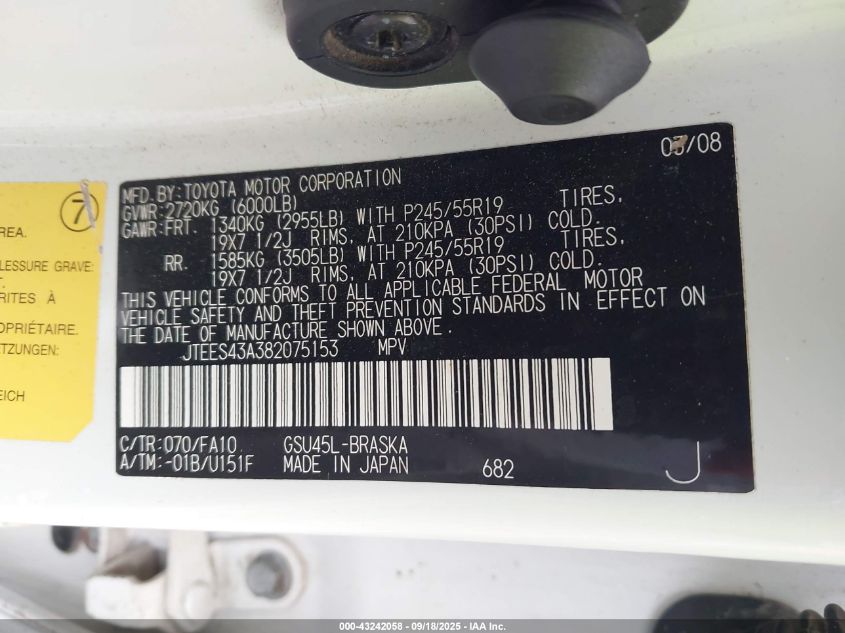 7
REA.
LESSURE GRAVE:
RITES À
OPRIÉTAIRE.
TZUNGEN:
EICH
/08
MFD.BY:TOYOTA MOTOR CORPORATION
GVWR:2720KG (6000LB)
GAWR:FRT. 1340KG (2955LB) WITH P245/55R19 TIRES,
19X7 1/2J RIMS, AT 210KPA (30PSI) COLD.
RR. 1585KG (3505LB) WITH P245/55R19 TIRES,
19X7 1/2J RIMS, AT 210KPA (30PSI) COLD.
THIS VEHICLE CONFORMS TO ALL APPLICABLE FEDERAL MOTOR
VEHICLE SAFETY AND THEFT PREVENTION STANDARDS IN EFFECT ON
THE DATE OF MANUFACTURE SHOWN ABOVE.
JTEES43A382075153 MPV
C/TR:070/FA10 GSU45L-BRASKA
A/TM:-01B/U151F MADE IN JAPAN 682 J
000-43242058 - 09/18/2025 - IAA Inc.